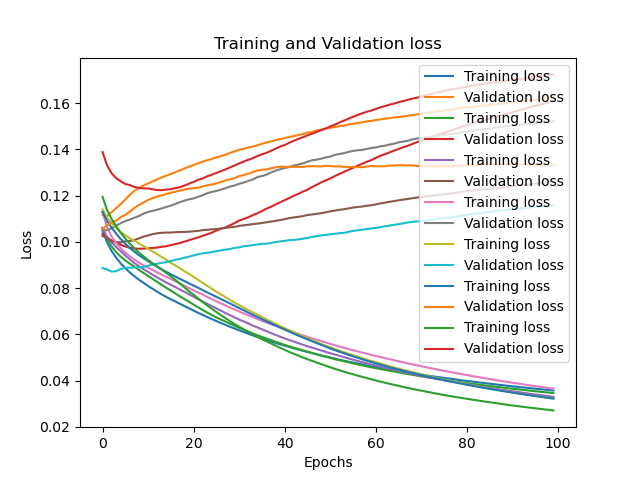 Training and Validation loss
Loss
0.16
0.14
0.12
0.10
0.08
0.06
0.04
0.02
Training loss
Validation loss
Training loss
Validation loss
Training loss
Validation loss
Training loss
Validation loss
Training loss
Validation loss
Training loss
Validation loss
Training loss
Validation loss
0
20
40
60
80
100
Epochs